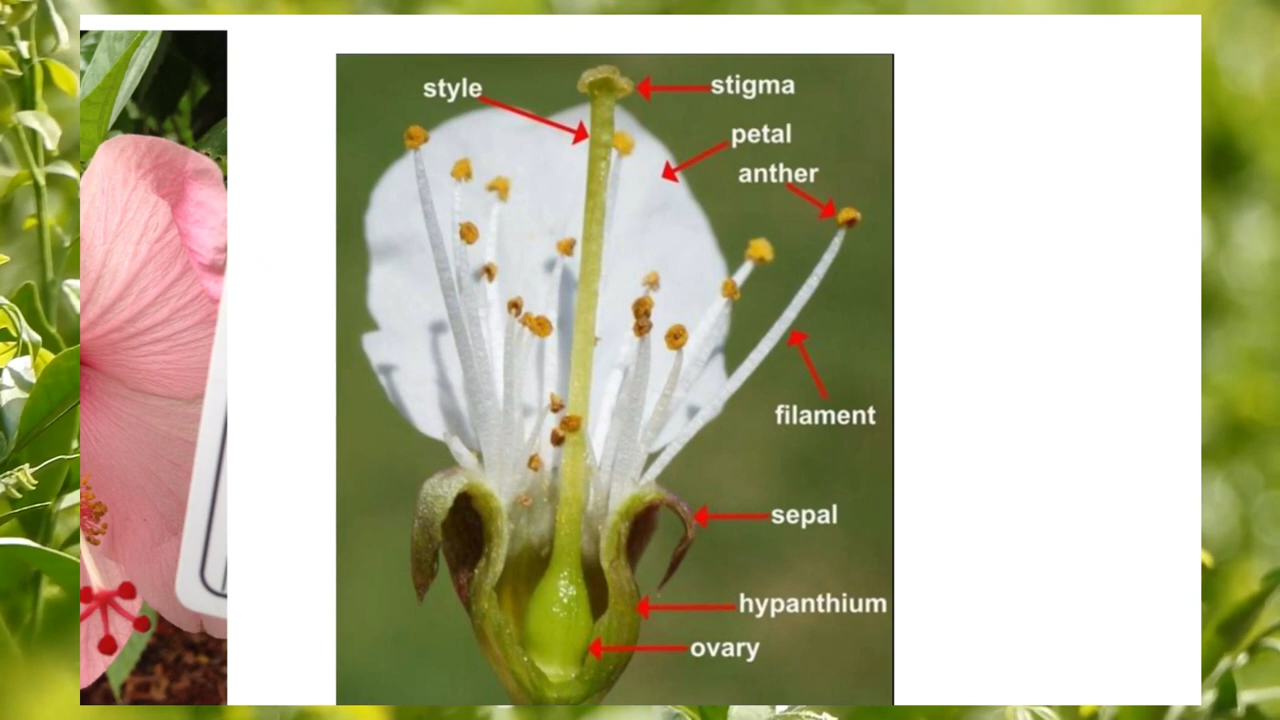 style
stigma
petal
anther
filament
sepal
hypanthium
ovary